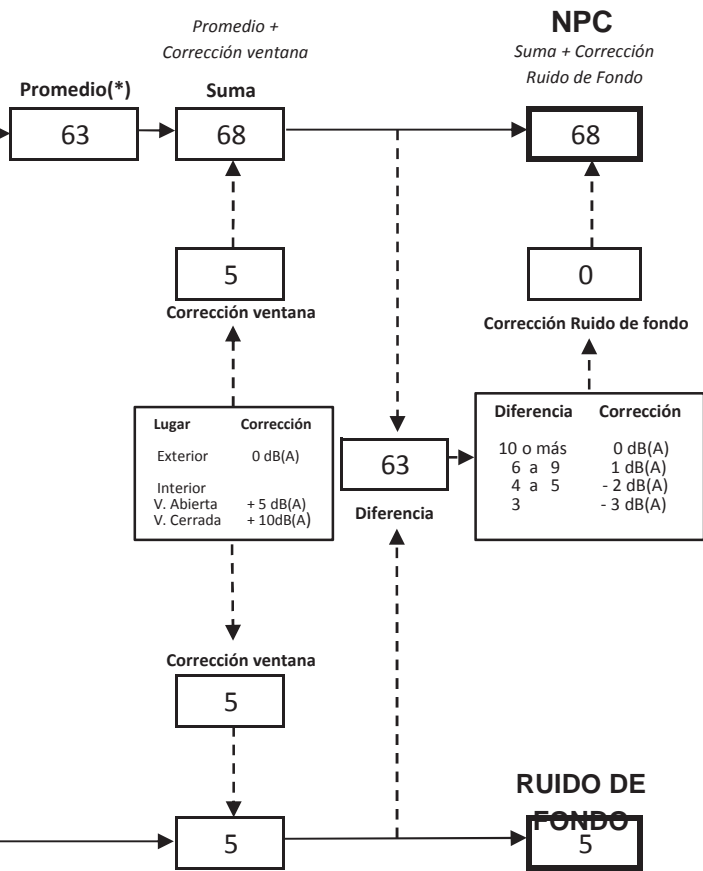 Promedio +
Corrección ventana
NPC
Suma + Corrección
Ruido de Fondo
Promedio(*)
Suma
63
68
68
5
0
Corrección ventana
Corrección Ruido de fondo
Lugar Corrección
Exterior 0 dB(A)
Interior
V. Abierta + 5 dB(A)
V. Cerrada + 10dB(A)
63
Diferencia
Diferencia Corrección
10 o más 0 dB(A)
6 a 9 1 dB(A)
4 a 5 - 2 dB(A)
3 - 3 dB(A)
Corrección ventana
5
RUIDO DE
FONDO
5
5